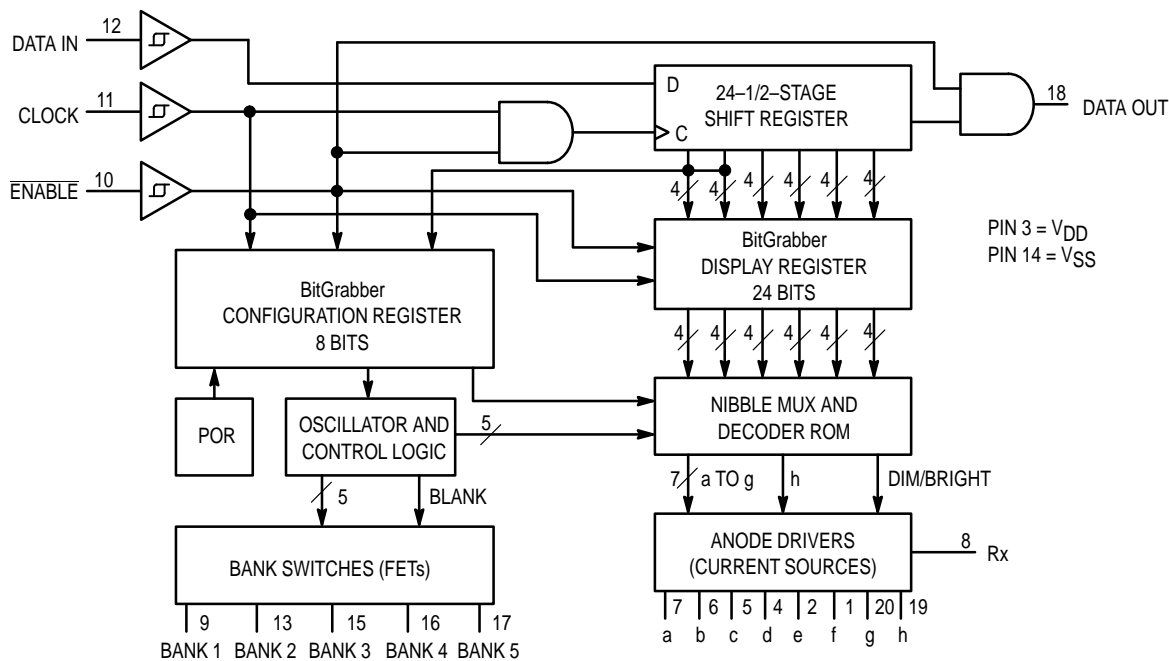 12
DATA IN
11
CLOCK
10
ENABLE
D
C
24–1/2–STAGE
SHIFT REGISTER
18
DATA OUT
4 4 4 4 4 4
PIN 3 = VDD
PIN 14 = VSS
BitGrabber
CONFIGURATION REGISTER
8 BITS
BitGrabber
DISPLAY REGISTER
24 BITS
4 4 4 4 4 4
POR
OSCILLATOR AND
CONTROL LOGIC
5
NIBBLE MUX AND
DECODER ROM
5
BLANK
7
a TO g
h
DIM/BRIGHT
BANK SWITCHES (FETs)
ANODE DRIVERS
(CURRENT SOURCES)
8
Rx
9 13 15 16 17
BANK 1 BANK 2 BANK 3 BANK 4 BANK 5
7 6 5 4 2 1 20 19
a b c d e f g h